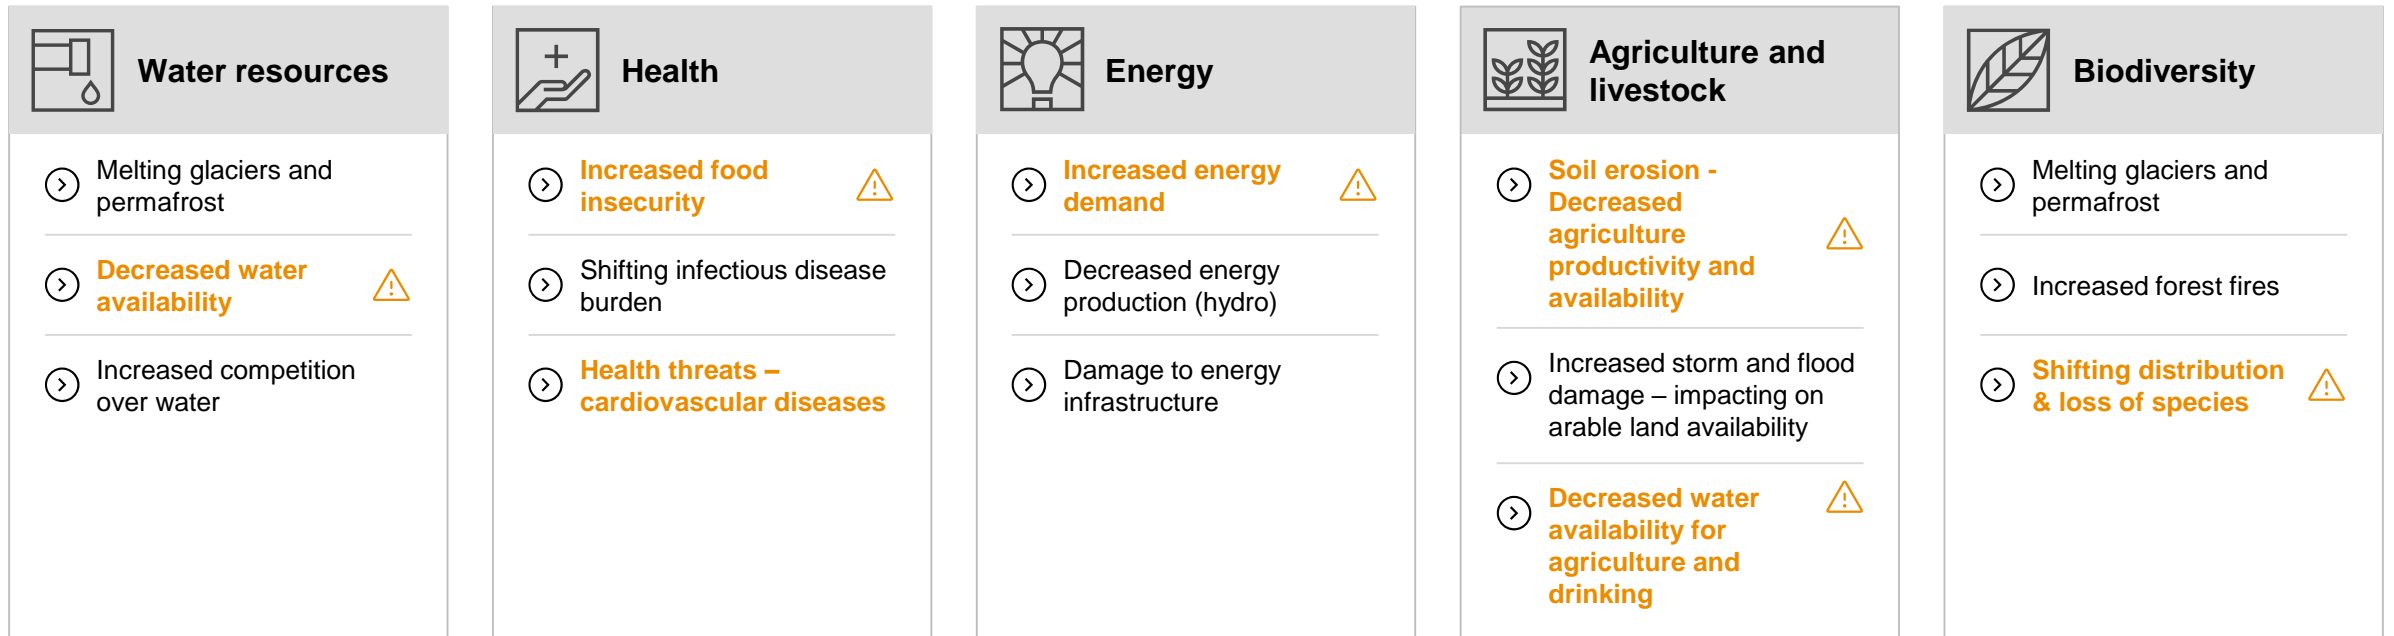 Water resources
Melting glaciers and
permafrost
Decreased water
availability
Increased competition
over water
Health
Increased food
insecurity
Shifting infectious disease
burden
Health threats –
cardiovascular diseases
Energy
Increased energy
demand
Decreased energy
production (hydro)
Damage to energy
infrastructure
Agriculture and
livestock
Soil erosion -
Decreased
agriculture
productivity and
availability
Increased storm and flood
damage – impacting on
arable land availability
Decreased water
availability for
agriculture and
drinking
Biodiversity
Melting glaciers and
permafrost
Increased forest fires
Shifting distribution
& loss of species